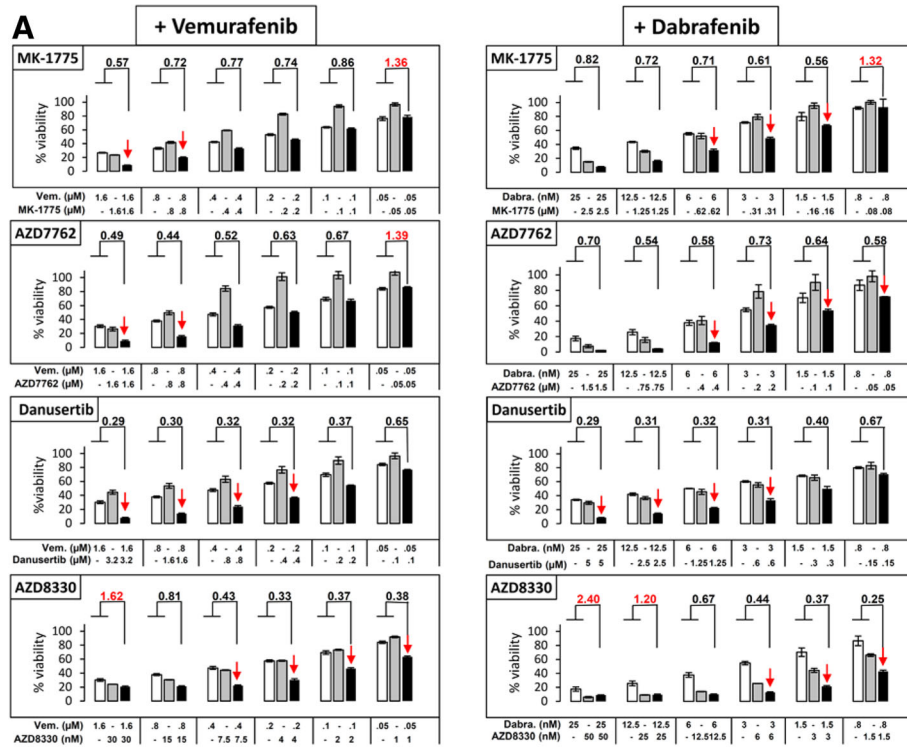 A
+ Vemurafenib
MK-1775
0.57 0.72 0.77 0.74 0.86 1.36
% viability
100
80
60
40
20
0
Vem. (µM) 1.6 - 1.6 .8 - .8 .4 - .4 .2 - .2 .1 - .1 .05 - .05
MK-1775 (µM) - 1.6 1.6 - .8 .8 - .4 .4 - .2 .2 - .1 .1 - .05 .05
AZD7762
0.49 0.44 0.52 0.63 0.67 1.39
% viability
100
80
60
40
20
0
Vem. (µM) 1.6 - 1.6 .8 - .8 .4 - .4 .2 - .2 .1 - .1 .05 - .05
AZD7762 (µM) - 1.6 1.6 - .8 .8 - .4 .4 - .2 .2 - .1 .1 - .05 .05
Danusertib
0.29 0.30 0.32 0.32 0.37 0.65
%viability
100
80
60
40
20
0
Vem. (µM) 1.6 - 1.6 .8 - .8 .4 - .4 .2 - .2 .1 - .1 .05 - .05
Danusertib (µM) - 3.2 3.2 - 1.6 1.6 - .8 .8 - .4 .4 - .2 .2 - .1 .1
AZD8330
1.62 0.81 0.43 0.33 0.37 0.38
% viability
100
80
60
40
20
0
Vem. (µM) 1.6 - 1.6 .8 - .8 .4 - .4 .2 - .2 .1 - .1 .05 - .05
AZD8330 (nM) - 30 30 - 15 15 - 7.5 7.5 - 4 4 - 2 2 - 1 1
+ Dabrafenib
MK-1775
0.82 0.72 0.71 0.61 0.56 1.32
% viability
100
80
60
40
20
0
Dabra. (nM) 25 - 25 12.5 - 12.5 6 - 6 3 - 3 1.5 - 1.5 .8 - .8
MK-1775 (µM) - 2.5 2.5 - 1.25 1.25 - .62 .62 - .31 .31 - .16 .16 - .08 .08
AZD7762
0.70 0.54 0.58 0.73 0.64 0.58
% viability
100
80
60
40
20
0
Dabra. (nM) 25 - 25 12.5 - 12.5 6 - 6 3 - 3 1.5 - 1.5 .8 - .8
AZD7762 (µM) - 1.5 1.5 - .75 .75 - .4 .4 - .2 .2 - .1 .1 - .05 .05
Danusertib
0.29 0.31 0.32 0.31 0.40 0.67
% viability
100
80
60
40
20
0
Dabra. (nM) 25 - 25 12.5 - 12.5 6 - 6 3 - 3 1.5 - 1.5 .8 - .8
Danusertib (µM) - 5 5 - 2.5 2.5 - 1.25 1.25 - .6 .6 - .3 .3 - .15 .15
AZD8330
2.40 1.20 0.67 0.44 0.37 0.25
% viability
100
80
60
40
20
0
Dabra. (nM) 25 - 25 12.5 - 12.5 6 - 6 3 - 3 1.5 - 1.5 .8 - .8
AZD8330 (nM) - 50 50 - 25 25 - 12.5 12.5 - 6 6 - 3 3 - 1.5 1.5